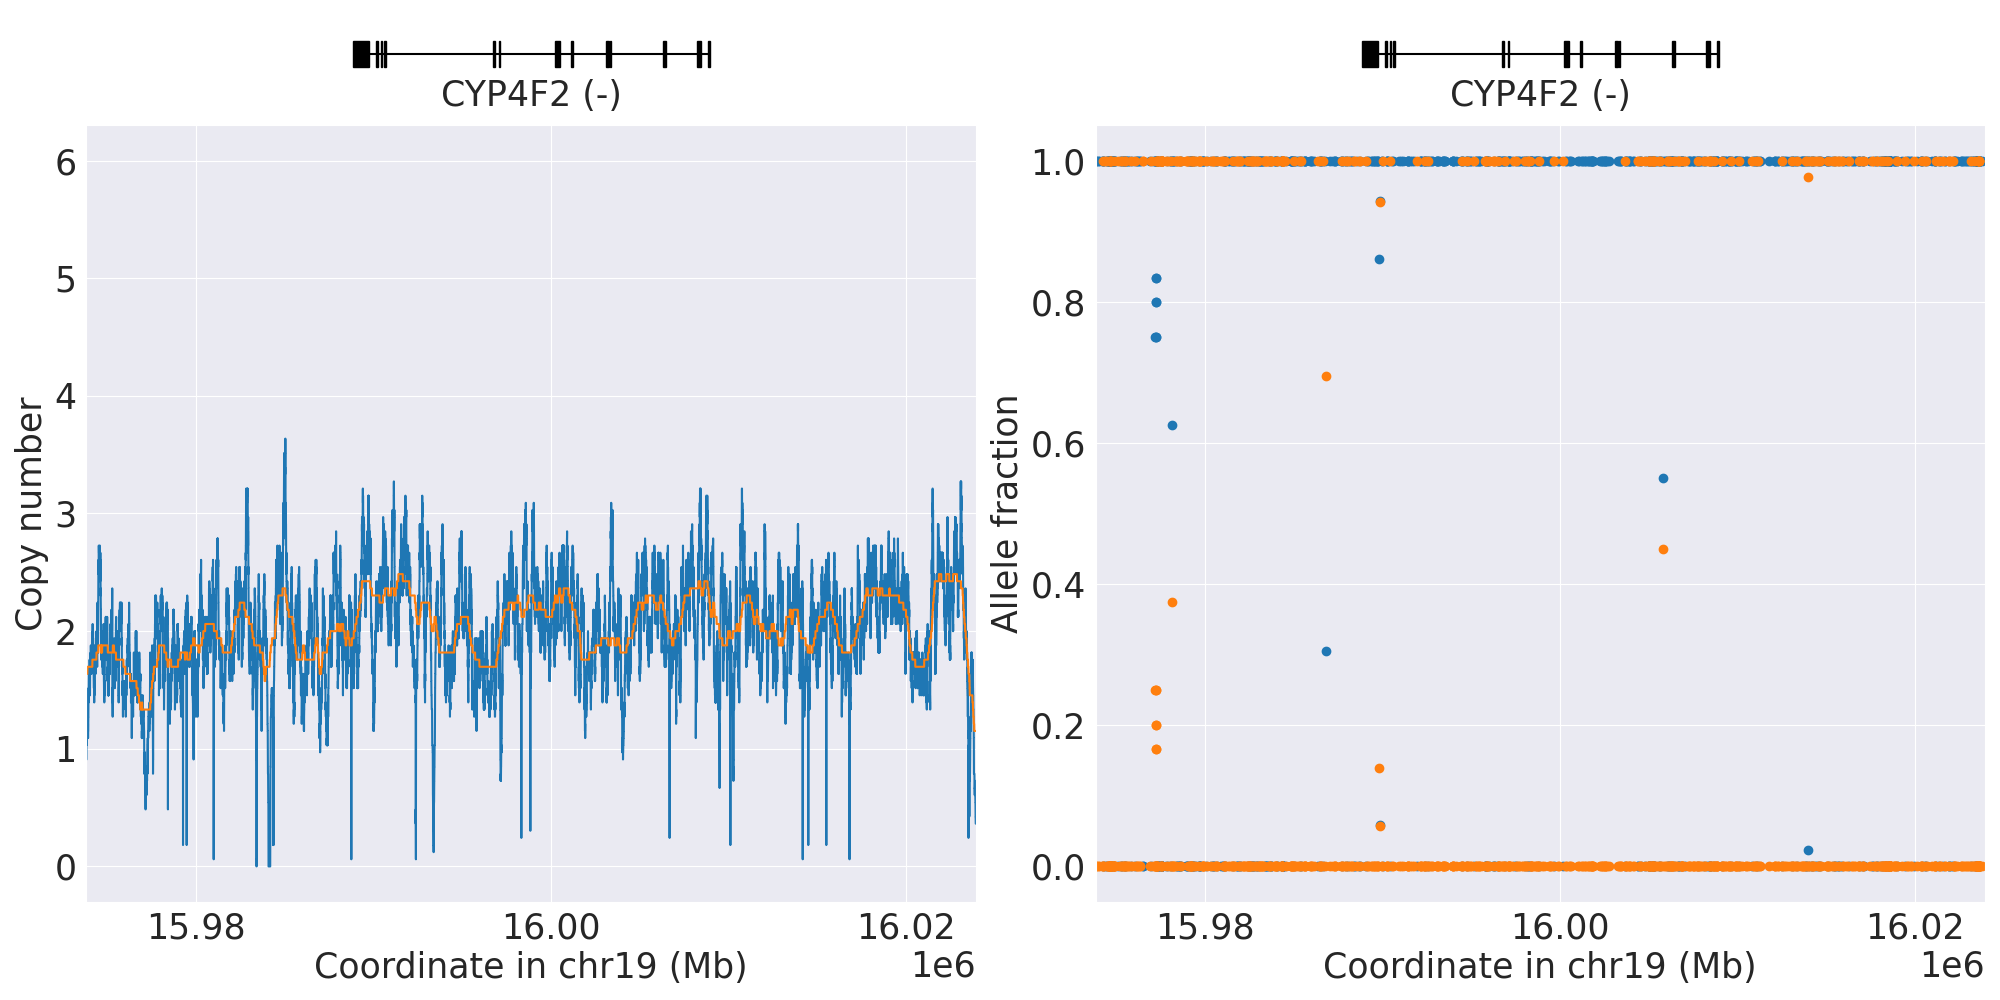 CYP4F2 (-)
6
5
4
3
2
1
0
Copy number
15.98
16.00
16.02
Coordinate in chr19 (Mb)
1e6
CYP4F2 (-)
1.0
0.8
0.6
0.4
0.2
0.0
Allele fraction
15.98
16.00
16.02
Coordinate in chr19 (Mb)
1e6